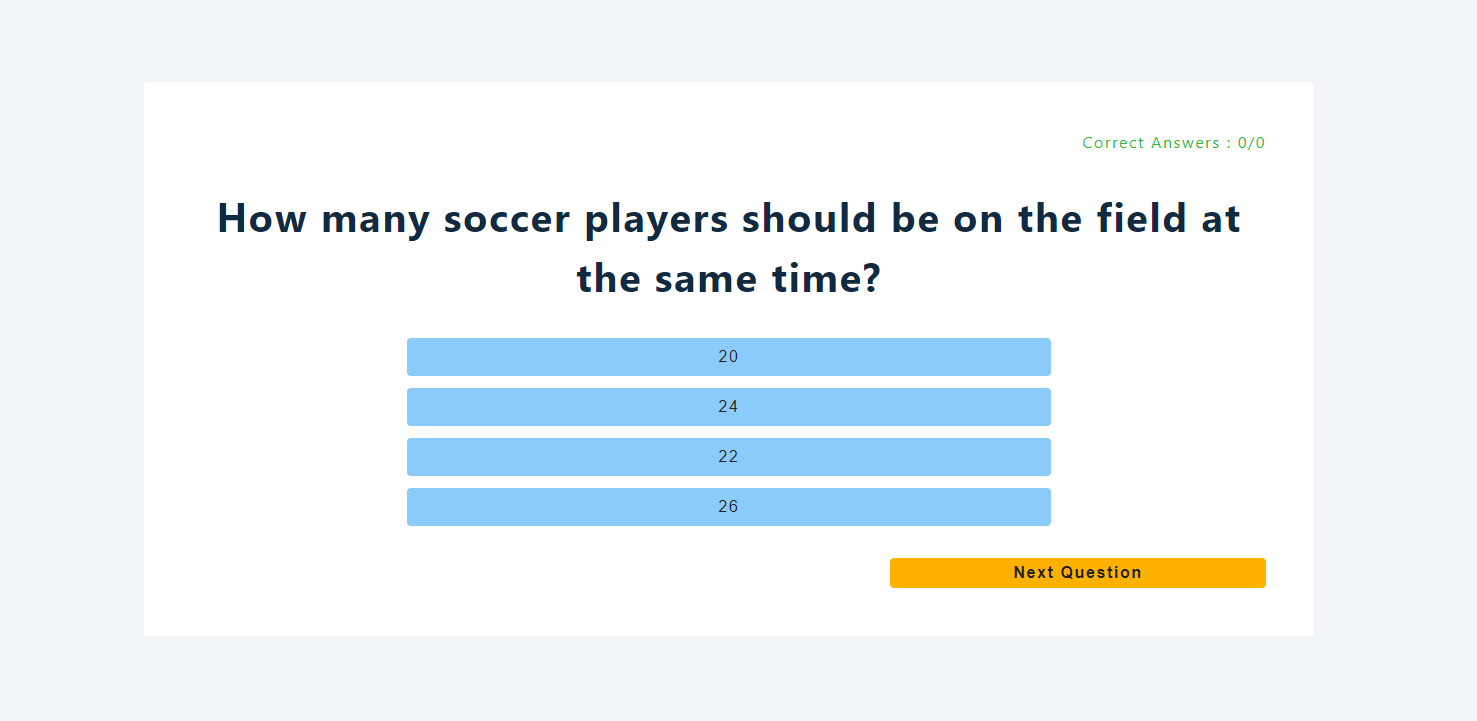 Correct Answers : 0/0
How many soccer players should be on the field at
the same time?
20
24
22
26
Next Question